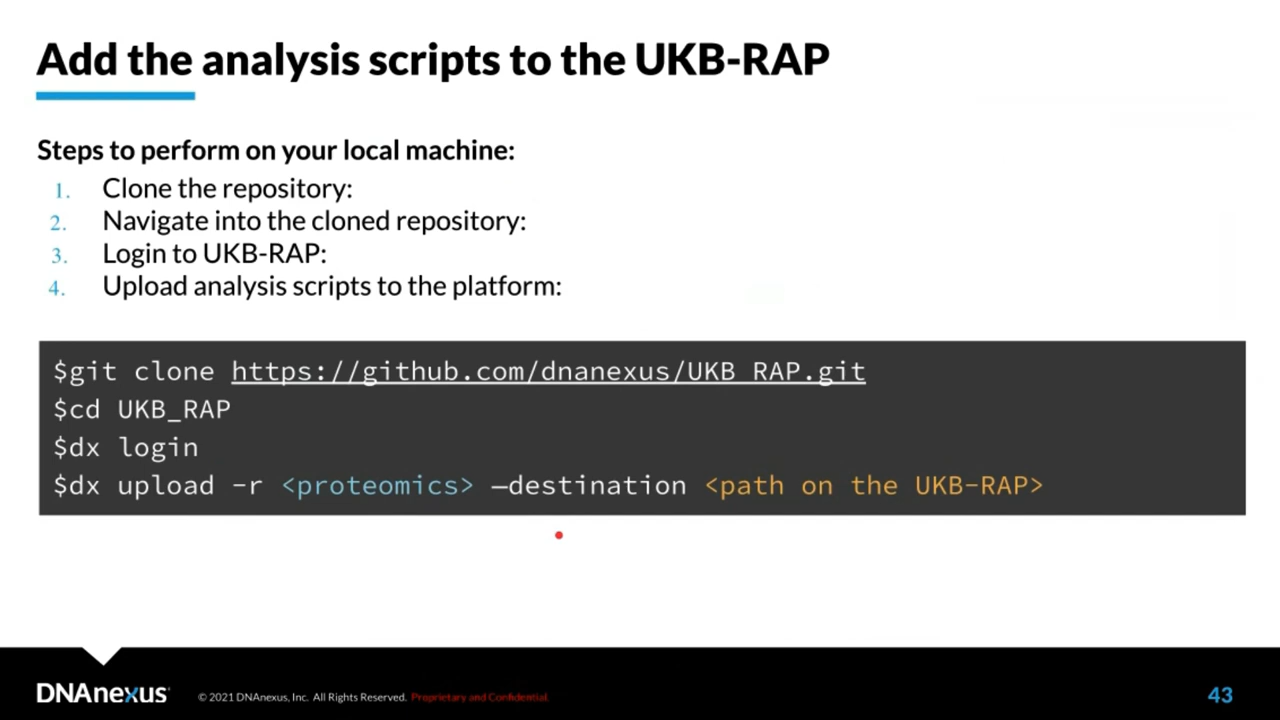 Add the analysis scripts to the UKB-RAP
Steps to perform on your local machine:
1. Clone the repository:
2. Navigate into the cloned repository:
3. Login to UKB-RAP:
4. Upload analysis scripts to the platform:
$git clone https://github.com/dnanexus/UKB_RAP.git
$cd UKB_RAP
$dx login
$dx upload -r <proteomics> —destination <path on the UKB-RAP>
DNAnexus
© 2021 DNAnexus, Inc. All Rights Reserved. Proprietary and Confidential.
43